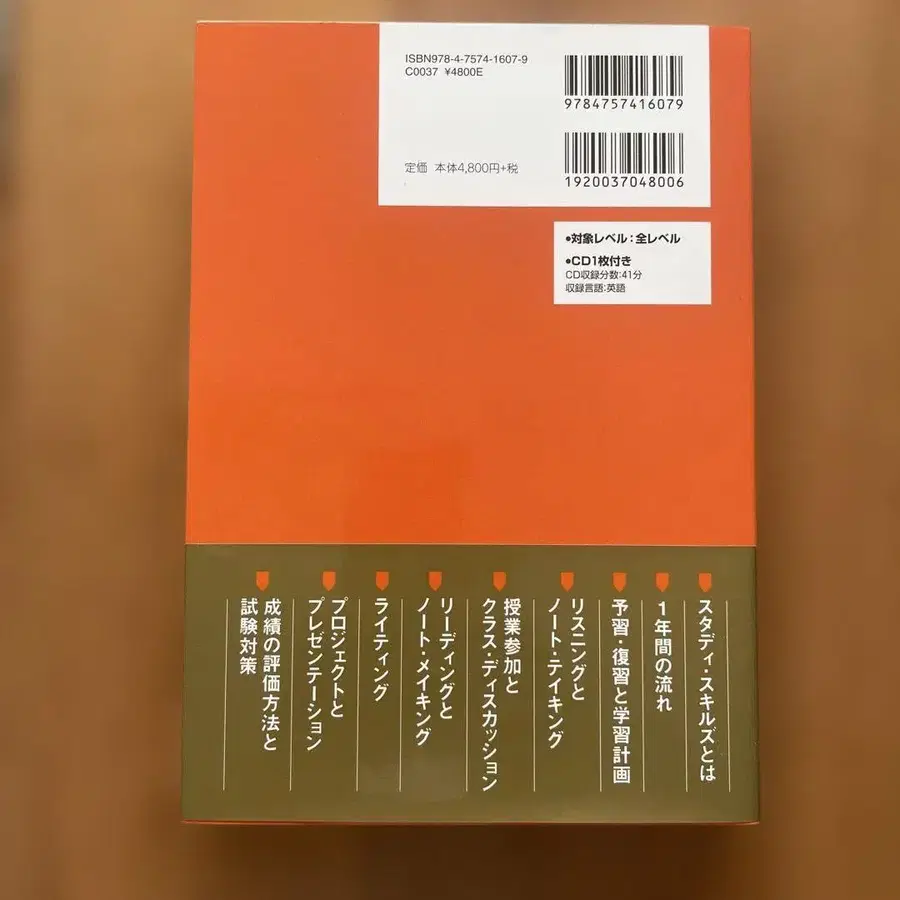 ISBN978-4-7574-1607-9
C0037 ¥4800E
9784757416079
定価 本体4,800円+税
1920037048006
●対象レベル:全レベル
●CD1枚付き
CD収録分数:41分
収録言語:英語
スタディ・スキルズとは
1年間の流れ
予習・復習と学習計画
リスニングと
ノート・テイキング
授業参加と
クラス・ディスカッション
リーディングと
ノート・メイキング
ライティング
プロジェクトと
プレゼンテーション
成績の評価方法と
試験対策